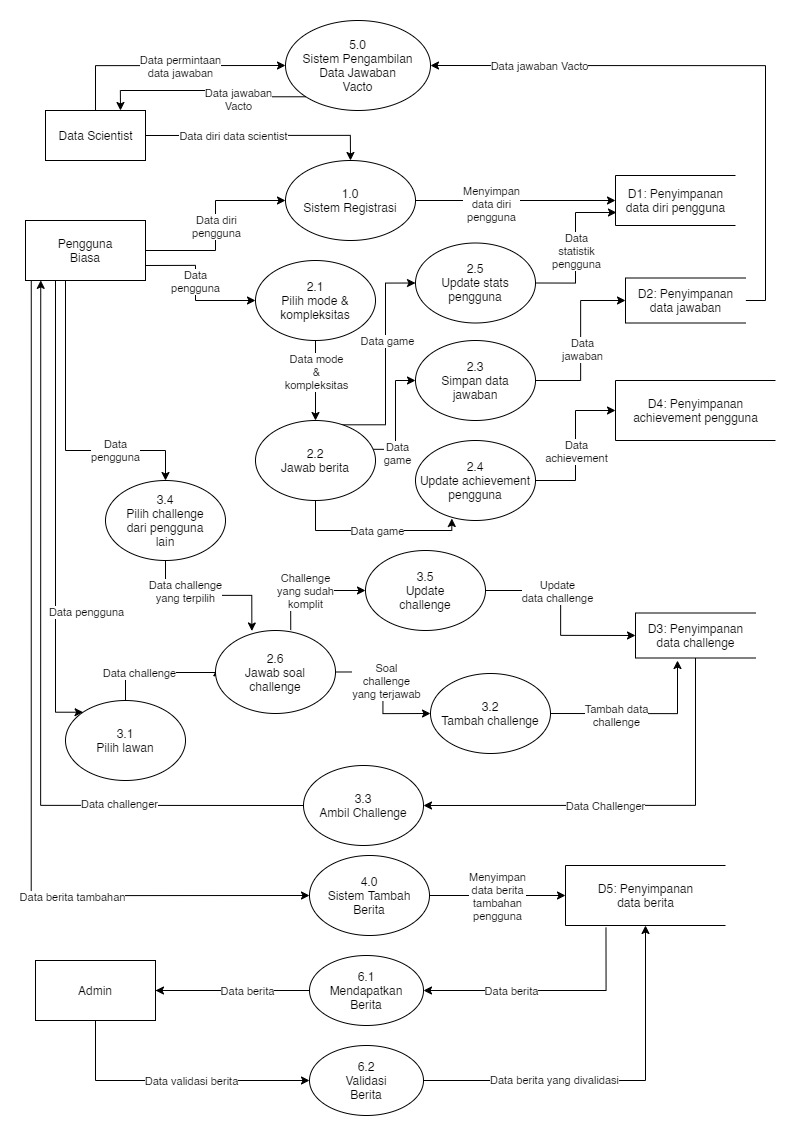 5.0
Sistem Pengambilan
Data Jawaban
Vacto
Data permintaan
data jawaban
Data jawaban Vacto
Data jawaban
Vacto
Data Scientist
Data diri data scientist
1.0
Sistem Registrasi
Menyimpan
data diri
pengguna
D1: Penyimpanan
data diri pengguna
Data diri
pengguna
Pengguna
Biasa
Data
pengguna
2.1
Pilih mode &
kompleksitas
2.5
Update stats
pengguna
Data
statistik
pengguna
D2: Penyimpanan
data jawaban
Data game
Data mode
&
kompleksitas
2.3
Simpan data
jawaban
Data
jawaban
D4: Penyimpanan
achievement pengguna
2.2
Jawab berita
Data
game
2.4
Update achievement
pengguna
Data
achievement
Data
pengguna
Data game
3.4
Pilih challenge
dari pengguna
lain
Data challenge
yang terpilih
Challenge
yang sudah
komplit
3.5
Update
challenge
Update
data challenge
Data pengguna
D3: Penyimpanan
data challenge
2.6
Jawab soal
challenge
Data challenge
Soal
challenge
yang terjawab
3.2
Tambah challenge
Tambah data
challenge
3.1
Pilih lawan
3.3
Ambil Challenge
Data challenger
Data Challenger
4.0
Sistem Tambah
Berita
Data berita tambahan
Menyimpan
data berita
tambahan
pengguna
D5: Penyimpanan
data berita
Admin
Data berita
6.1
Mendapatkan
Berita
Data berita
Data validasi berita
6.2
Validasi
Berita
Data berita yang divalidasi